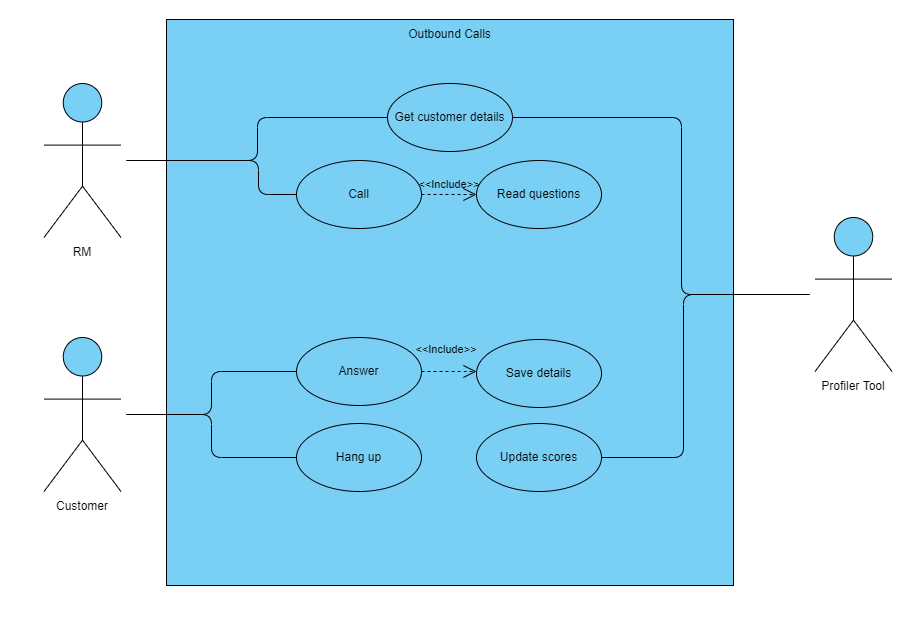 Outbound Calls
Get customer details
Call
<<Include>>
Read questions
RM
Answer
<<Include>>
Save details
Profiler Tool
Hang up
Update scores
Customer